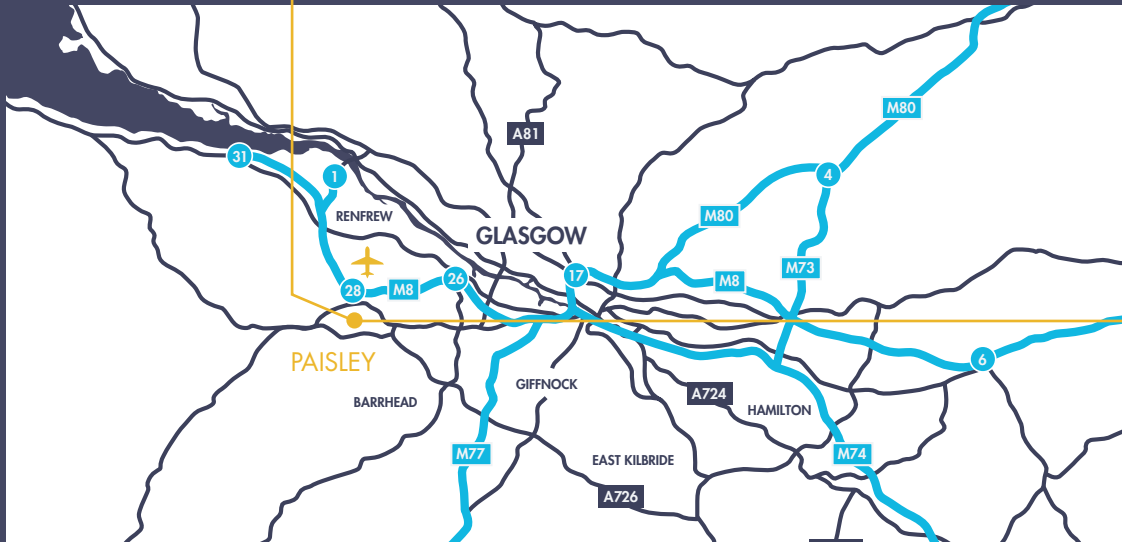 M80
A81
31
1
4
M80
RENFREW
GLASGOW
M73
17
26
M8
28
M8
PAISLEY
6
GIFFNOCK
A724
BARRHEAD
HAMILTON
M77
EAST KILBRIDE
M74
A726